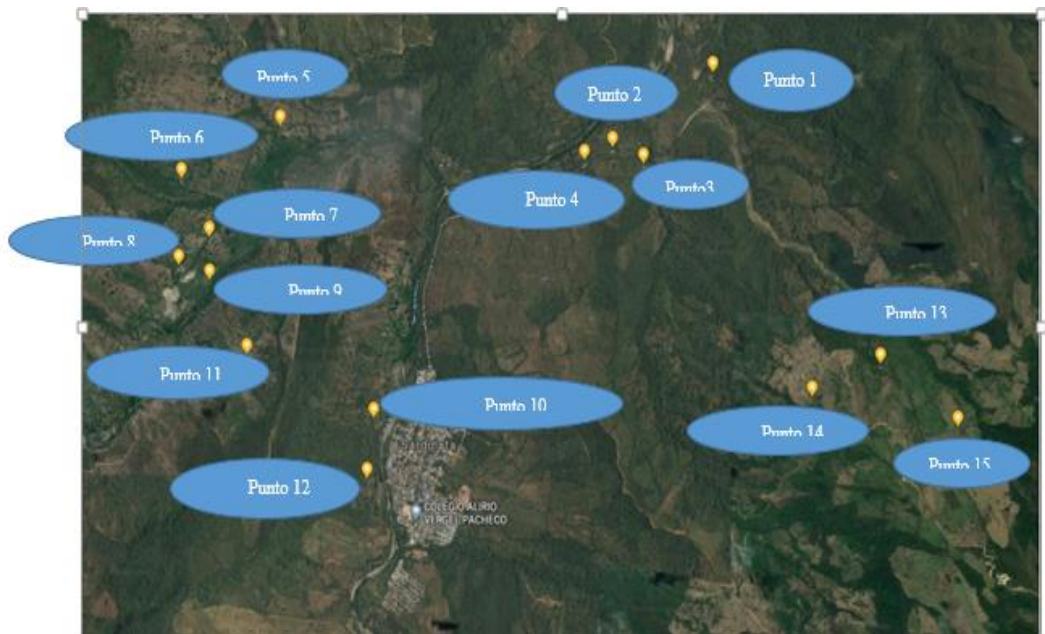 Punto 5
Punto 1
Punto 2
Punto 6
Punto3
Punto 4
Punto 7
Punto 8
Punto 9
Punto 13
Punto 11
Punto 10
Punto 14
Punto 15
Punto 12
COLEGIO ALIRIO
VERGEL PACHECO